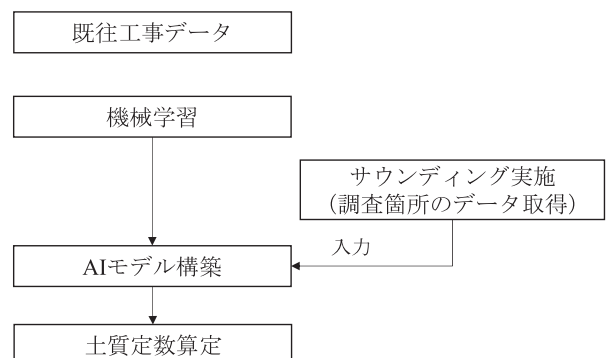 既往工事データ
機械学習
サウンディング実施
（調査箇所のデータ取得）
入力
AIモデル構築
土質定数算定